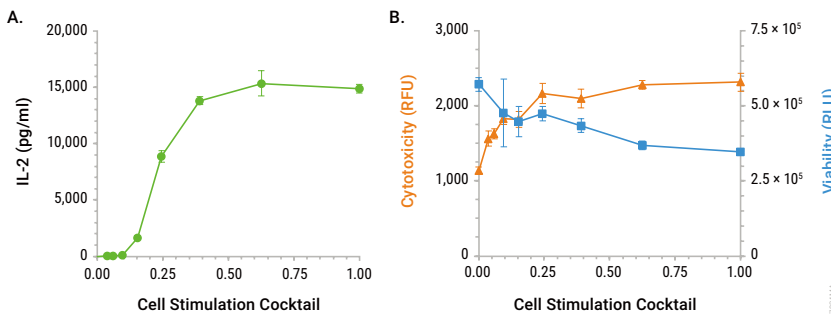 A.
IL-2 (pg/ml)
20,000
15,000
10,000
5,000
0
0.00 0.25 0.50 0.75 1.00
Cell Stimulation Cocktail
B.
Cytotoxicity (RFU)
3,000
2,000
1,000
0
7.5 × 10⁵
5.0 × 10⁵
2.5 × 10⁵
0
Viability (RLU)
0.00 0.25 0.50 0.75 1.00
Cell Stimulation Cocktail